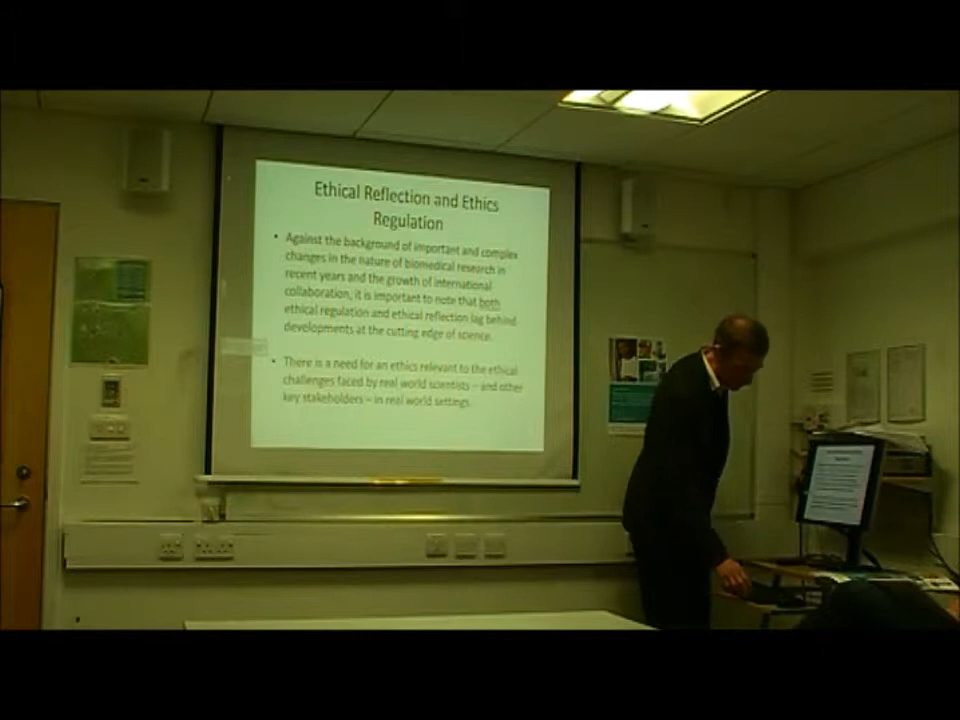 Ethical Reflection and Ethics
Regulation
• Against the background of important and complex
changes in the nature of biomedical research in
recent years and the growth of international
collaboration, it is important to note that both
ethical regulation and ethical reflection lag behind
developments at the cutting edge of science.
• There is a need for an ethics relevant to the ethical
challenges faced by real world scientists – and other
key stakeholders – in real world settings.